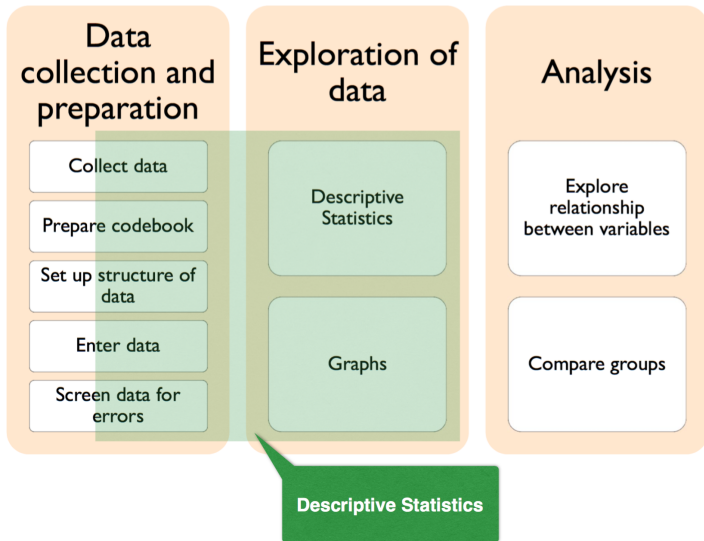 Data
collection and
preparation
Collect data
Prepare codebook
Set up structure of
data
Enter data
Screen data for
errors
Exploration of
data
Descriptive
Statistics
Graphs
Analysis
Explore
relationship
between variables
Compare groups
Descriptive Statistics